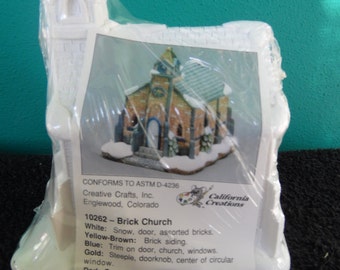 CONFORMS TO ASTM D-4236
Creative Crafts, Inc.
Englewood, Colorado
California
Creations
10262 – Brick Church
White: Snow, door, assorted bricks.
Yellow-Brown: Brick siding.
Blue: Trim on door, church, windows.
Gold: Steeple, doorknob, center of circular
window.